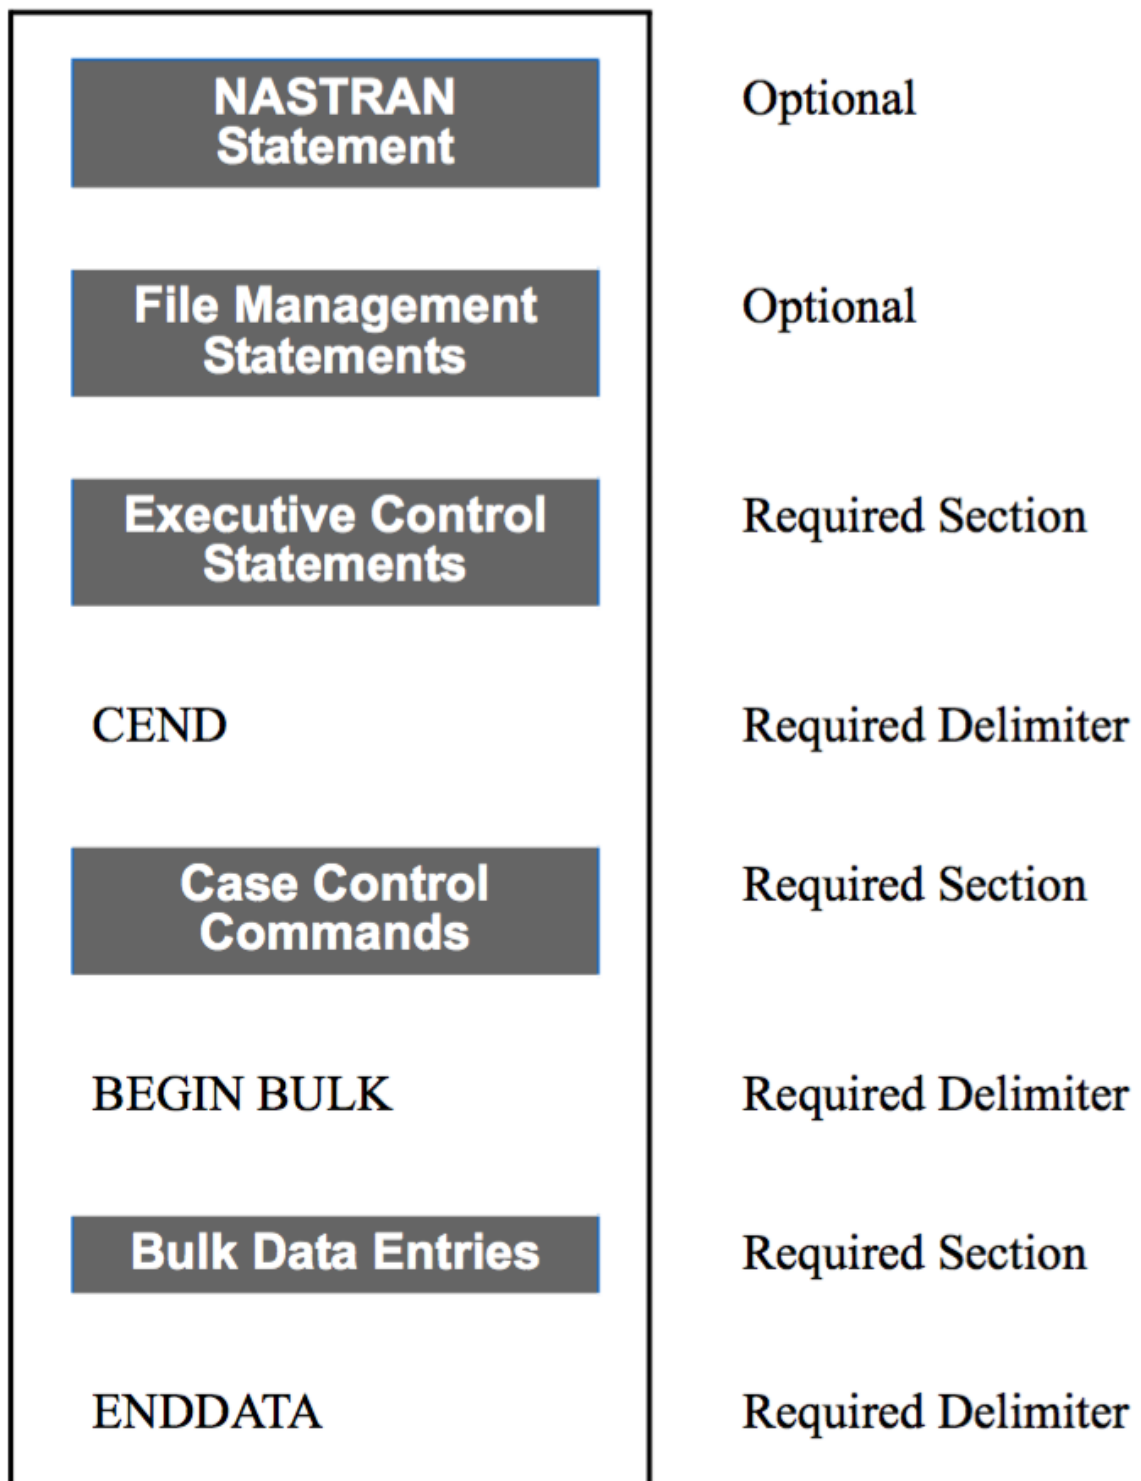 NASTRAN
Statement
Optional
File Management
Statements
Optional
Executive Control
Statements
Required Section
CEND
Required Delimiter
Case Control
Commands
Required Section
BEGIN BULK
Required Delimiter
Bulk Data Entries
Required Section
ENDDATA
Required Delimiter